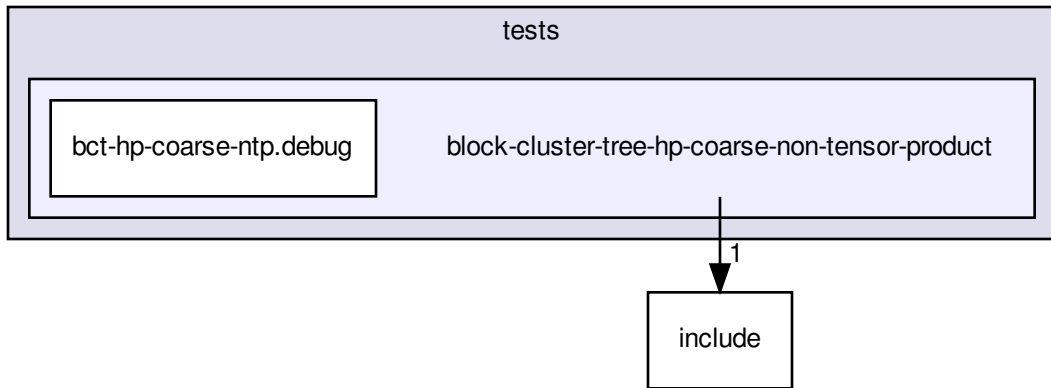 tests
bct-hp-coarse-ntp.debug
block-cluster-tree-hp-coarse-non-tensor-product
1
include